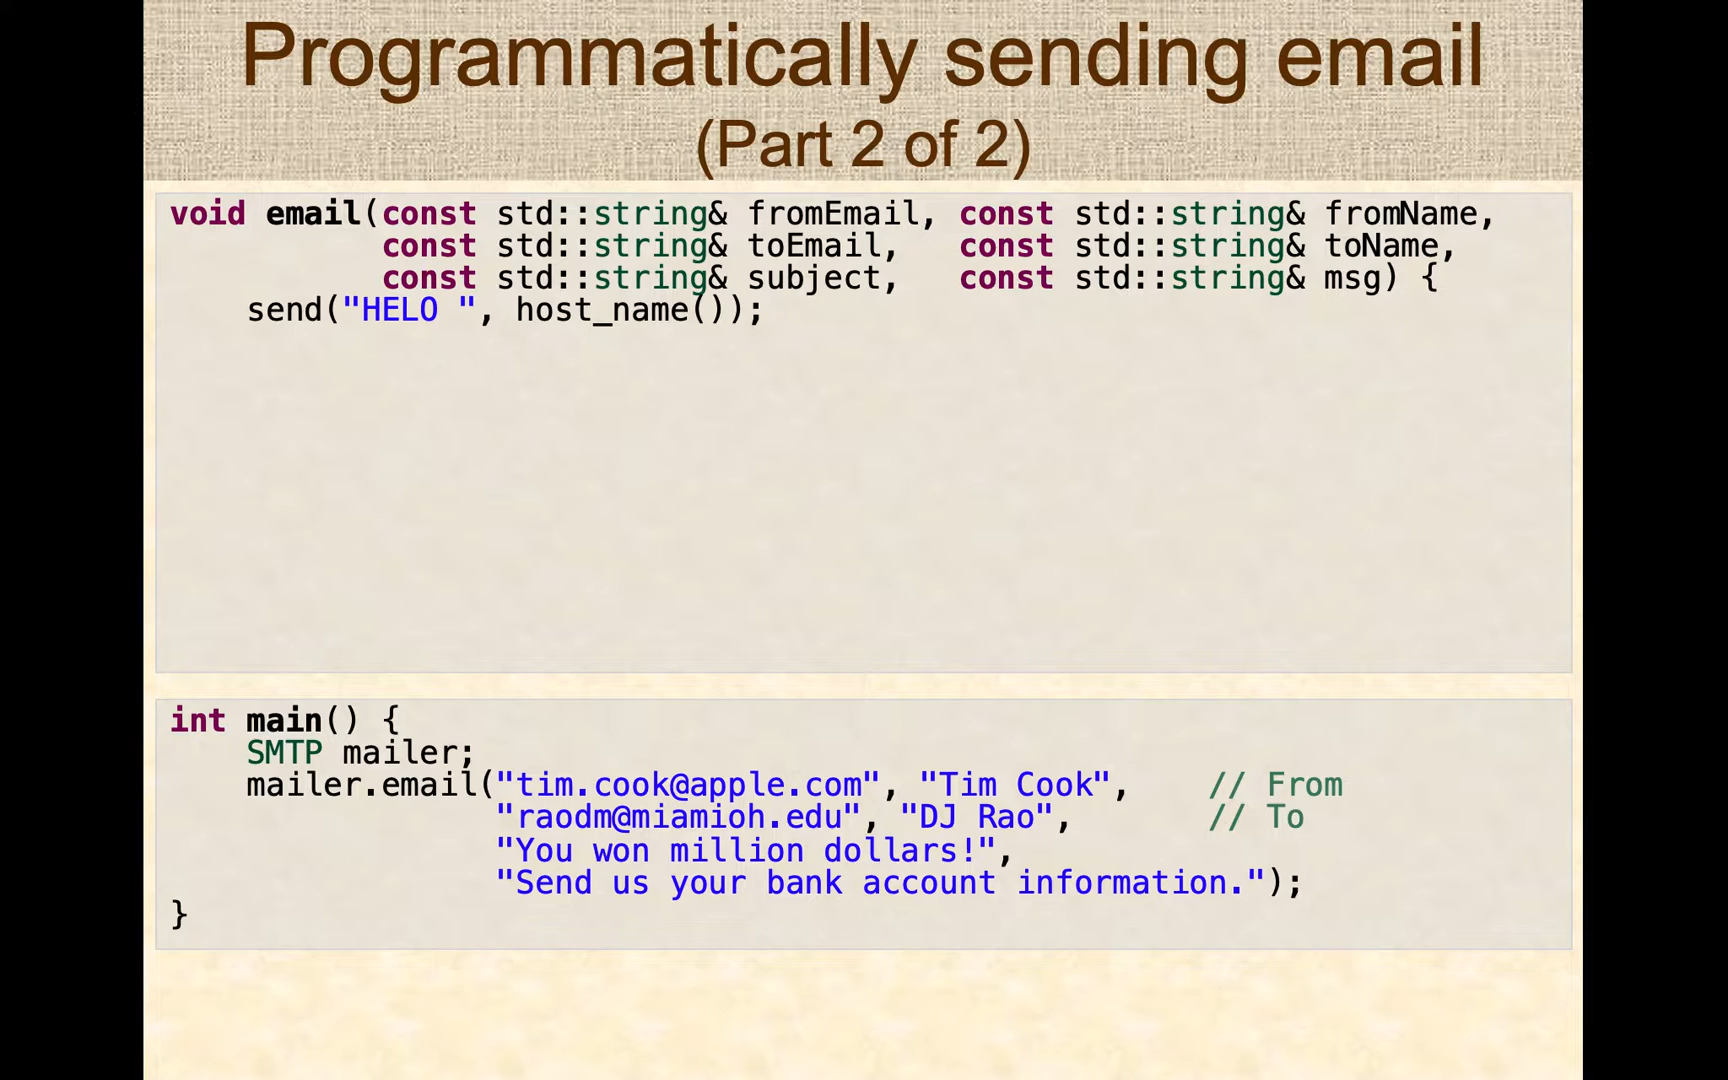 Programmatically sending email
(Part 2 of 2)
void email(const std::string& fromEmail, const std::string& fromName,
           const std::string& toEmail,   const std::string& toName,
           const std::string& subject,   const std::string& msg) {
    send("HELO ", host_name());
int main() {
    SMTP mailer;
    mailer.email("tim.cook@apple.com", "Tim Cook",    // From
                 "raodm@miamioh.edu", "DJ Rao",       // To
                 "You won million dollars!",
                 "Send us your bank account information.");
}